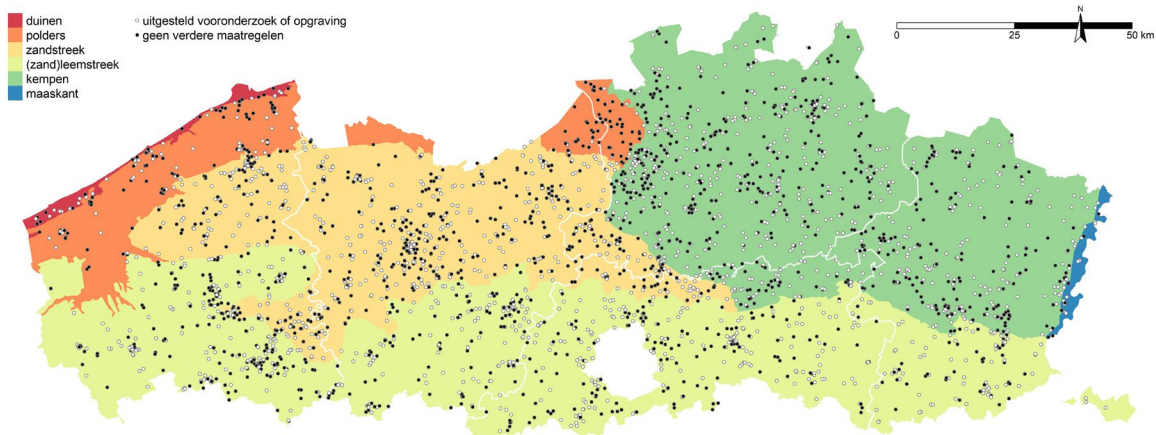 duinen
polders
zandstreek
(zand)leemstreek
kempen
maaskant
uitgesteld vooronderzoek of opgraving
geen verdere maatregelen
N
0 25 50 km